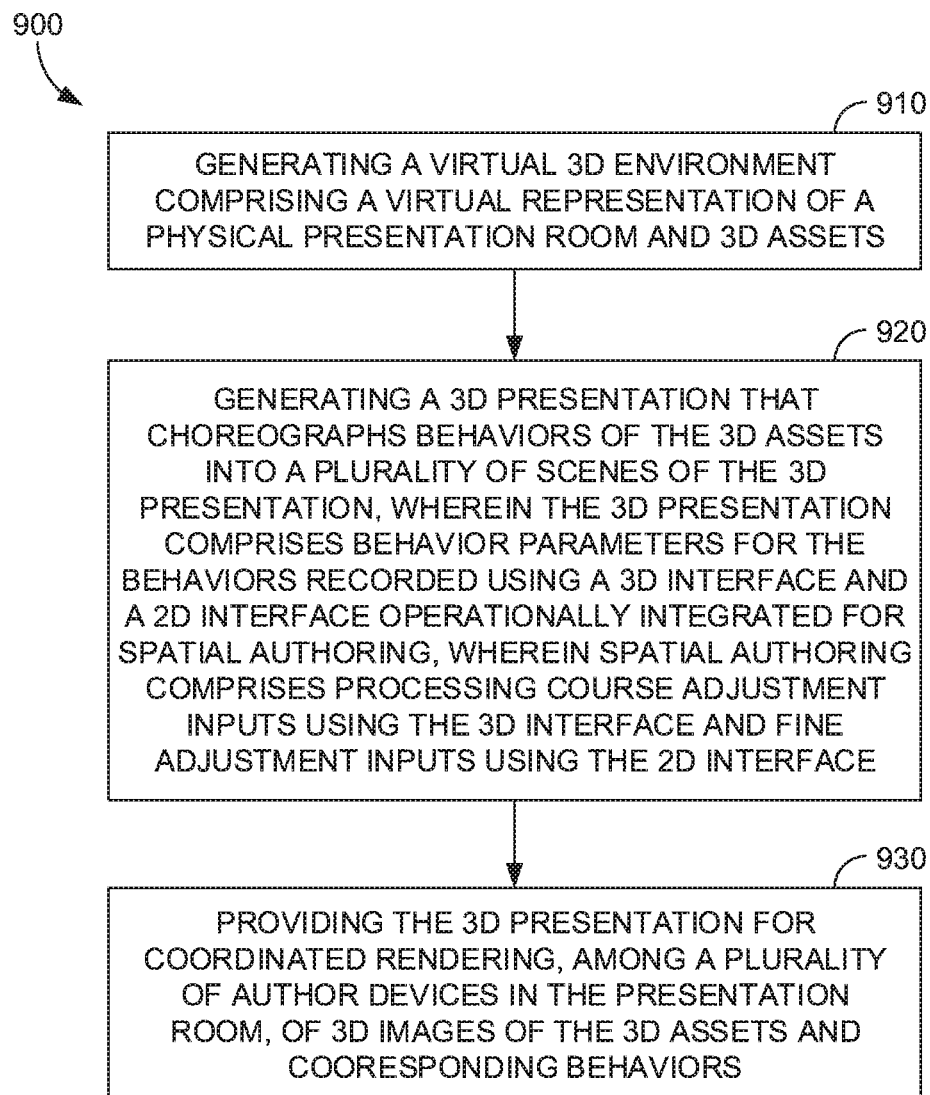 900
910
GENERATING A VIRTUAL 3D ENVIRONMENT
COMPRISING A VIRTUAL REPRESENTATION OF A
PHYSICAL PRESENTATION ROOM AND 3D ASSETS
920
GENERATING A 3D PRESENTATION THAT
CHOREOGRAPHS BEHAVIORS OF THE 3D ASSETS
INTO A PLURALITY OF SCENES OF THE 3D
PRESENTATION, WHEREIN THE 3D PRESENTATION
COMPRISES BEHAVIOR PARAMETERS FOR THE
BEHAVIORS RECORDED USING A 3D INTERFACE AND
A 2D INTERFACE OPERATIONALLY INTEGRATED FOR
SPATIAL AUTHORING, WHEREIN SPATIAL AUTHORING
COMPRISES PROCESSING COURSE ADJUSTMENT
INPUTS USING THE 3D INTERFACE AND FINE
ADJUSTMENT INPUTS USING THE 2D INTERFACE
930
PROVIDING THE 3D PRESENTATION FOR
COORDINATED RENDERING, AMONG A PLURALITY
OF AUTHOR DEVICES IN THE PRESENTATION
ROOM, OF 3D IMAGES OF THE 3D ASSETS AND
COORESPONDING BEHAVIORS